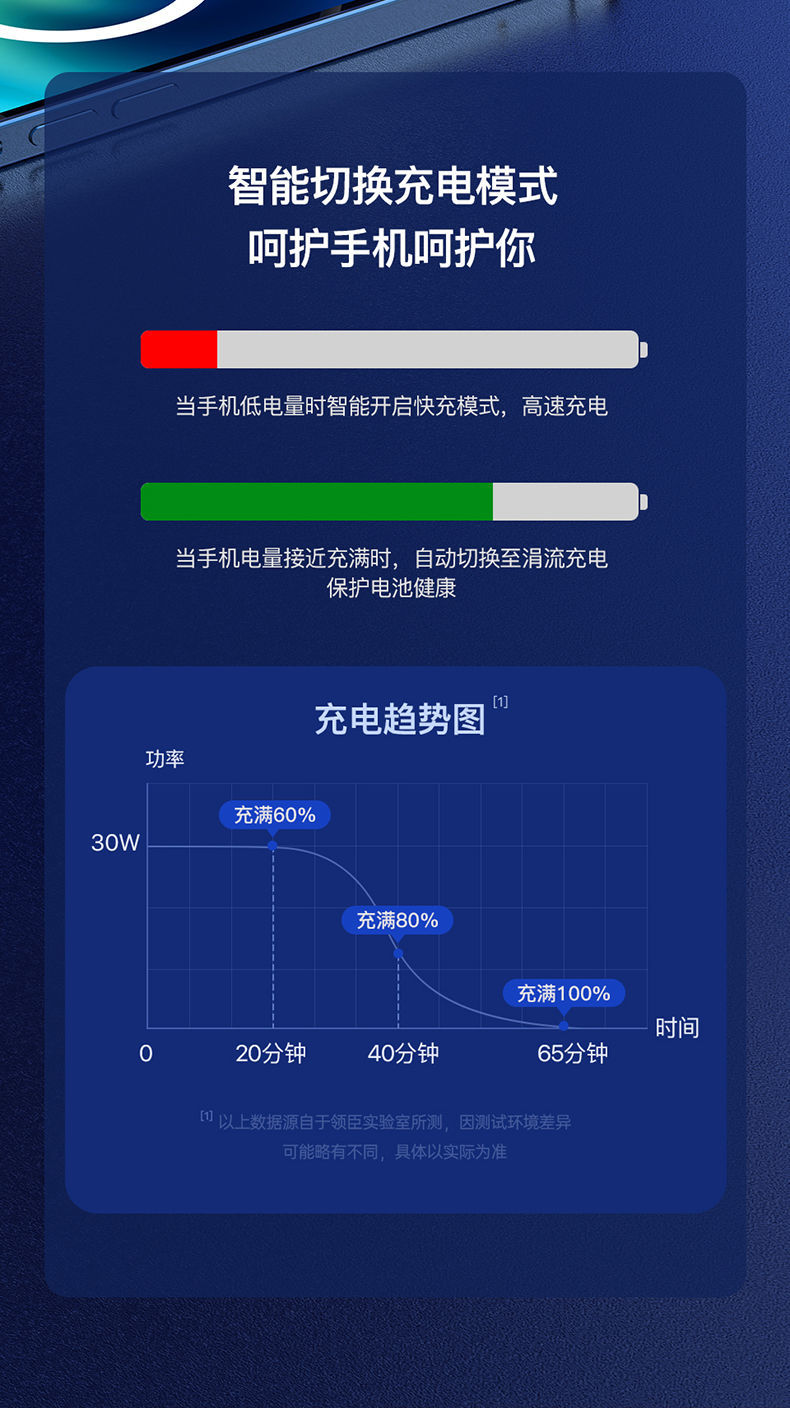 智能切换充电模式
呵护手机呵护你
当手机低电量时智能开启快充模式，高速充电
当手机电量接近充满时，自动切换至涓流充电
保护电池健康
充电趋势图[1]
功率
充满60%
30W
充满80%
充满100%
时间
0 20分钟 40分钟 65分钟
[1] 以上数据源自于领臣实验室所测，因测试环境差异
可能略有不同，具体以实际为准